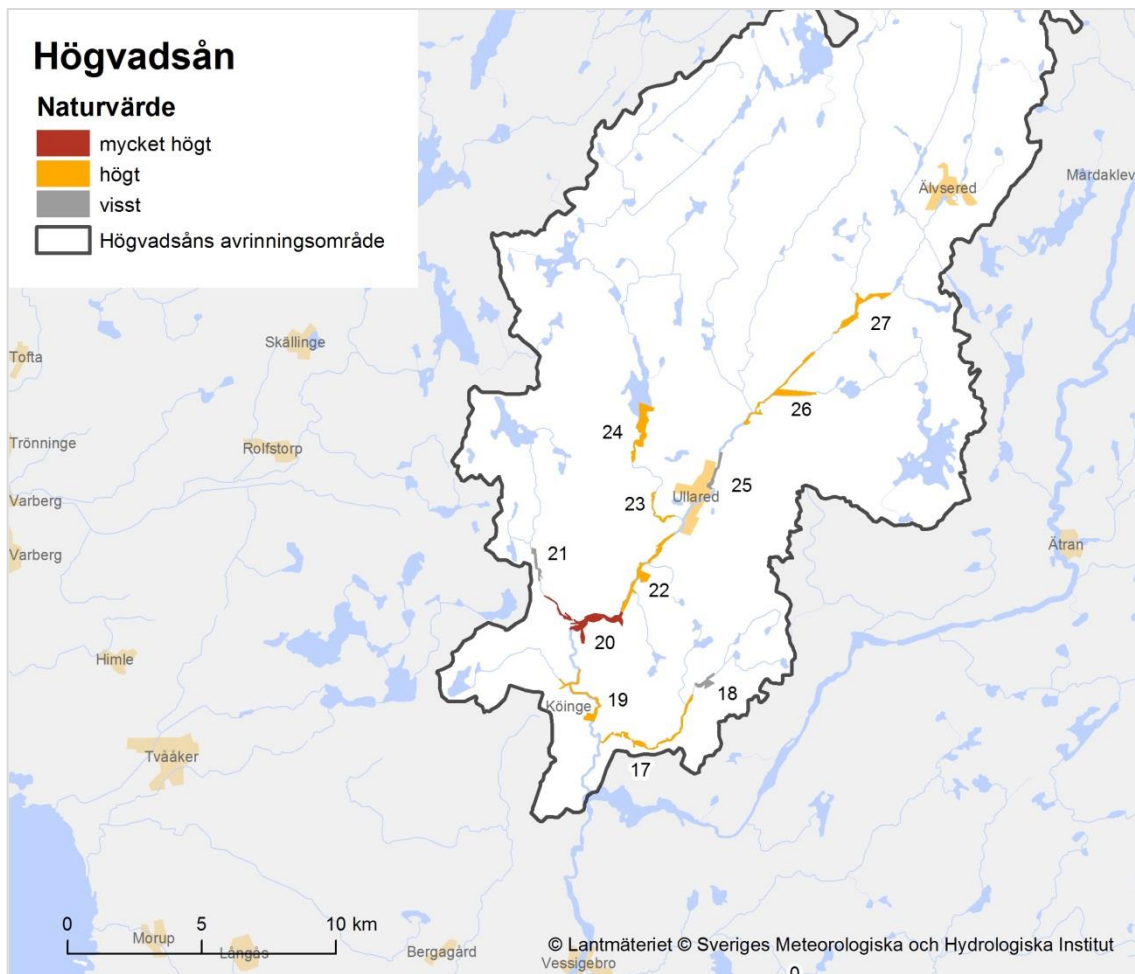 Högvadsån
Naturvärde
mycket högt
högt
visst
Högvadsåns avrinningsområde
Älvsered
Mårdaklev
27
Skällinge
Tofta
26
24
Trönninge
Rolfstorp
25
Ullared
Varberg
23
Varberg
21
Ätran
22
20
Himle
18
19
Köinge
Tvååker
17
0
5
10 km
Morup
Långås
Bergagård
Vessigebro
© Lantmäteriet © Sveriges Meteorologiska och Hydrologiska Institut